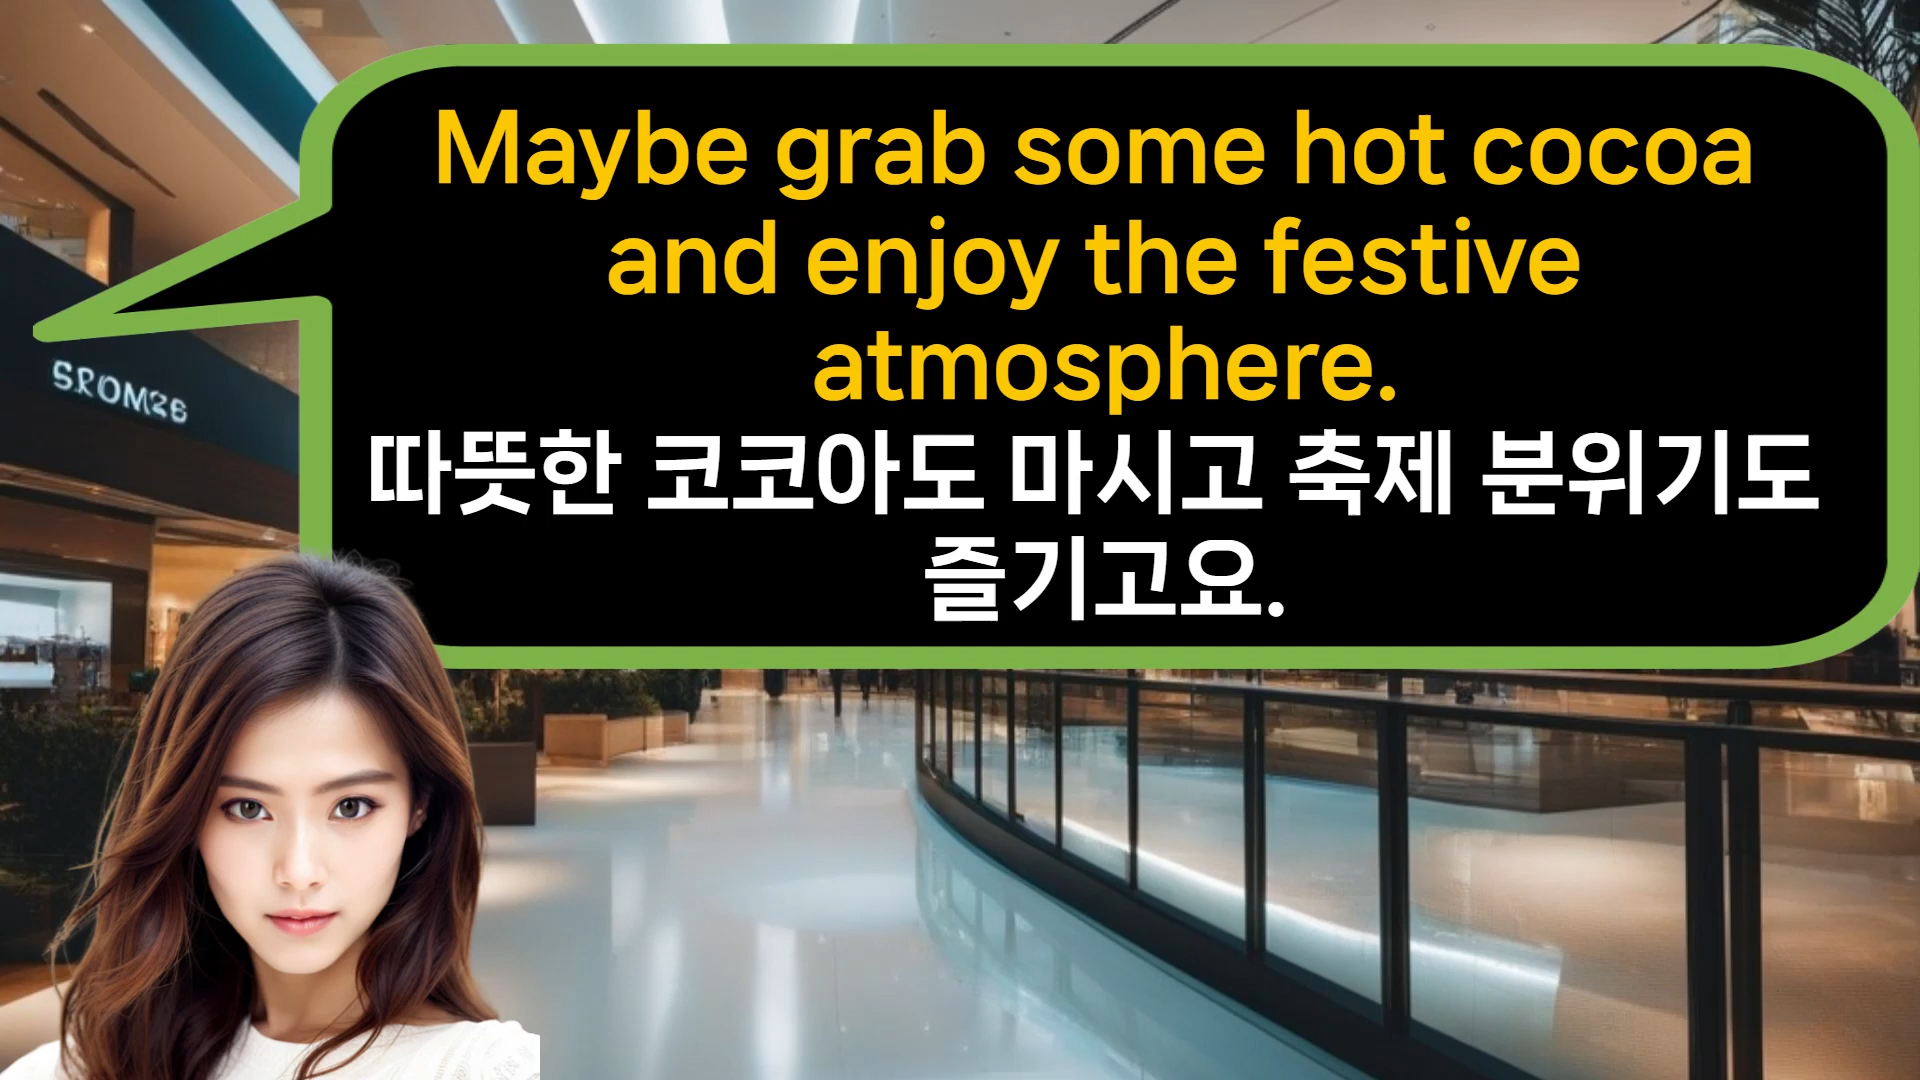 Maybe grab some hot cocoa
and enjoy the festive
atmosphere.
따뜻한 코코아도 마시고 축제 분위기도
즐기고요.